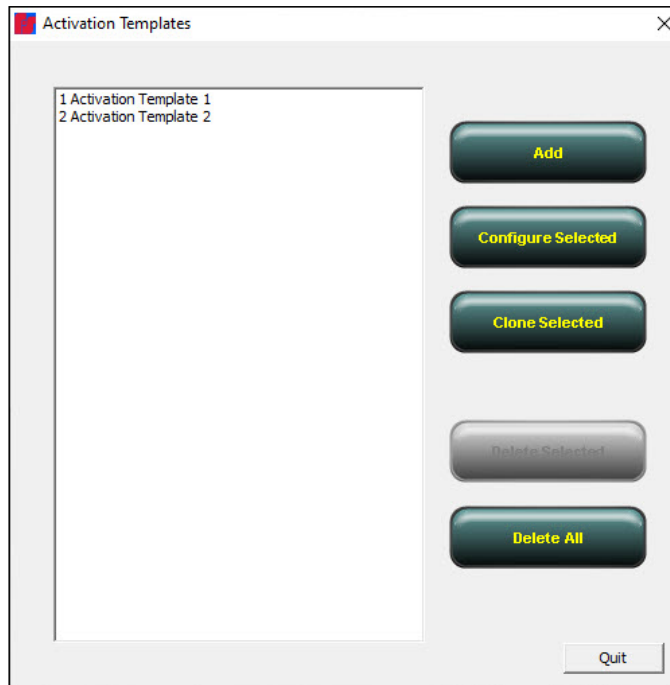 Activation Templates
1 Activation Template 1
2 Activation Template 2
Add
Configure Selected
Clone Selected
Delete Selected
Delete All
Quit